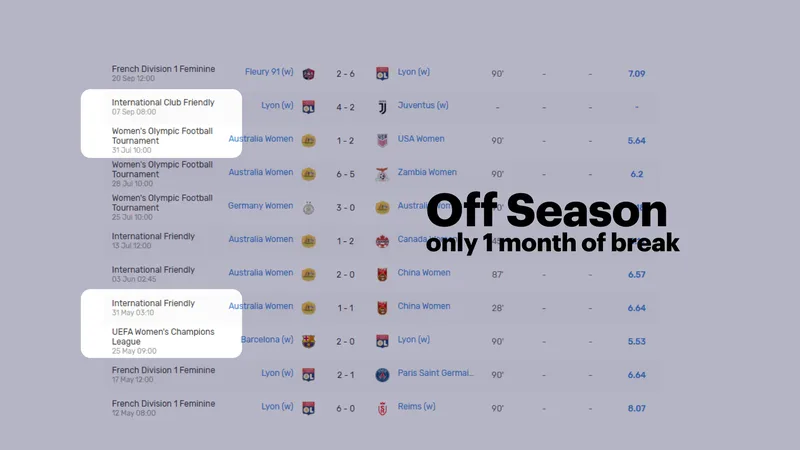 French Division 1 Feminine
20 Sep 12:00
Fleury 91 (w) 2 - 6 Lyon (w) 90' - - 7.09
International Club Friendly
07 Sep 08:00
Lyon (w) 4 - 2 Juventus (w) - - - -
Women's Olympic Football
Tournament
31 Jul 10:00
Australia Women 1 - 2 USA Women 90' - - 5.64
Women's Olympic Football
Tournament
28 Jul 10:00
Australia Women 6 - 5 Zambia Women 90' - - 6.2
Women's Olympic Football
Tournament
25 Jul 10:00
Germany Women 3 - 0
Off Season
only 1 month of break
International Friendly
13 Jul 12:00
Australia Women 1 - 2 Canada
International Friendly
03 Jun 02:45
Australia Women 2 - 0 China Women 87' - - 6.57
International Friendly
31 May 03:10
Australia Women 1 - 1 China Women 28' - - 6.64
UEFA Women's Champions
League
25 May 09:00
Barcelona (w) 2 - 0 Lyon (w) 90' - - 5.53
French Division 1 Feminine
17 May 12:00
Lyon (w) 2 - 1 Paris Saint Germai... 90' - - 6.64
French Division 1 Feminine
12 May 08:00
Lyon (w) 6 - 0 Reims (w) 90' - - 8.07